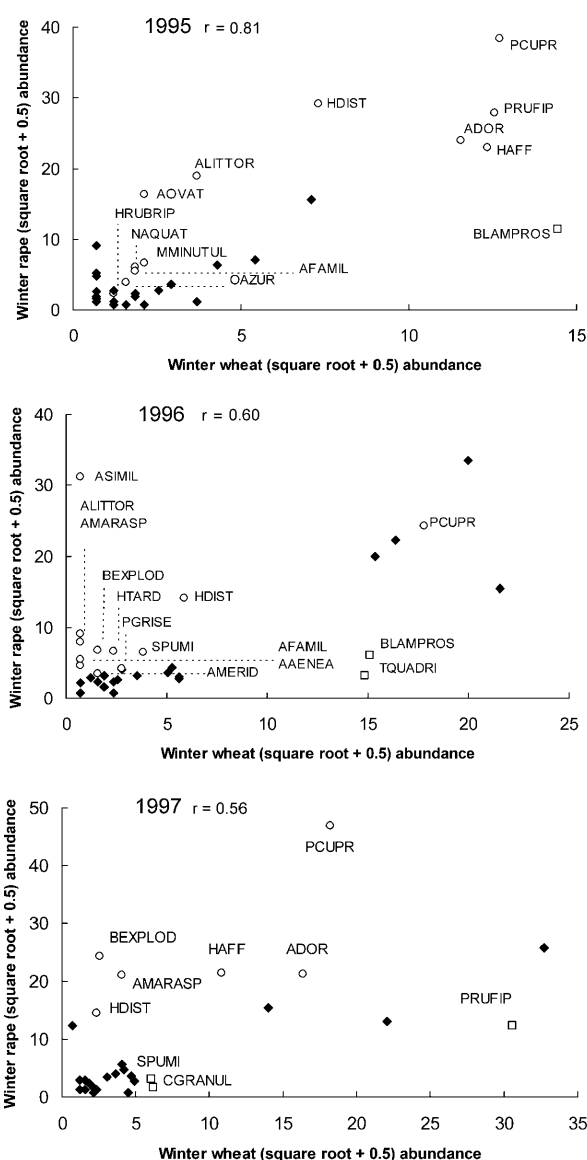 1995 r = 0.81
Winter rape (square root + 0.5) abundance
40
30
20
10
0
PCUPR
HDIST
PRUFIP
ADOR
HAFF
ALITTOR
AOVAT
HRUBRIP
NAQUAT
BLAMPROS
MMINUTUL
AFAMIL
OAZUR
0 5 10 15
Winter wheat (square root + 0.5) abundance
1996 r = 0.60
Winter rape (square root + 0.5) abundance
40
30
20
10
0
ASIMIL
ALITTOR
AMARASP
PCUPR
BEXPLOD
HTARD
HDIST
PGRISE
SPUMI
AFAMIL
BLAMPROS
AAENEA
TQUADRI
AMERID
0 5 10 15 20 25
Winter wheat (square root + 0.5) abundance
1997 r = 0.56
Winter rape (square root + 0.5) abundance
50
40
30
20
10
0
PCUPR
BEXPLOD
HAFF
ADOR
AMARASP
PRUFIP
HDIST
SPUMI
CGRANUL
0 5 10 15 20 25 30 35
Winter wheat (square root + 0.5) abundance